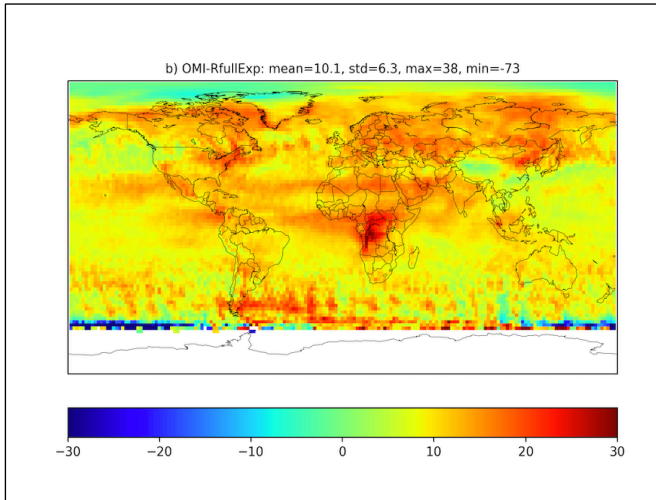 b) OMI-RfullExp: mean=10.1, std=6.3, max=38, min=-73
−30 −20 −10 0 10 20 30